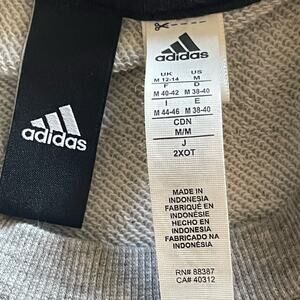 adidas
adidas
UK US
M 12-14 M
F D
M 40-42 M 38-40
I E
M 44-46 M 38-40
CDN
M/M
J
2XOT
MADE IN
INDONESIA
FABRIQUÉ EN
INDONÉSIE
HECHO EN
INDONESIA
FABRICADO NA
INDONÉSIA
RN# 88387
CA# 40312